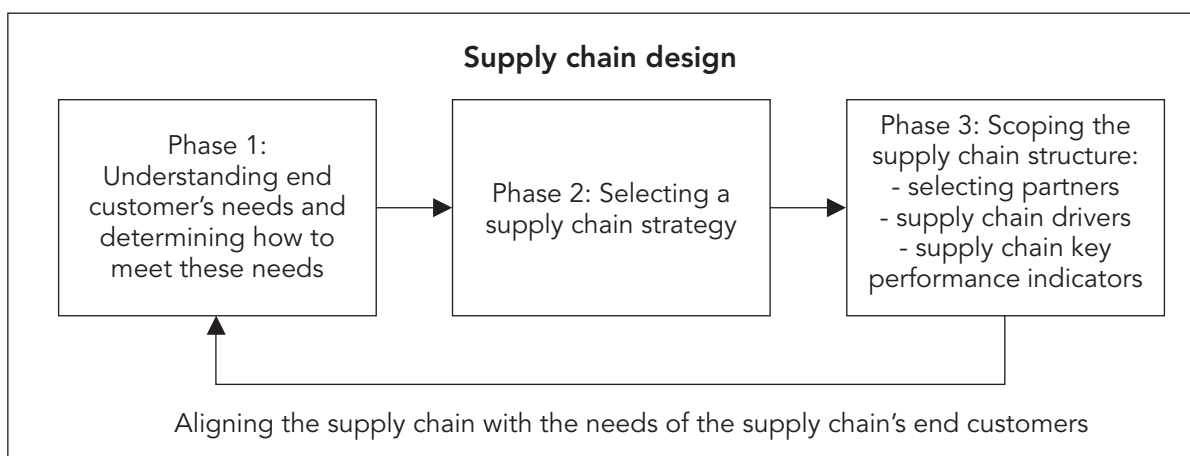 Supply chain design
Phase 1:
Understanding end
customer’s needs and
determining how to
meet these needs
Phase 2: Selecting a
supply chain strategy
Phase 3: Scoping the
supply chain structure:
- selecting partners
- supply chain drivers
- supply chain key
performance indicators
Aligning the supply chain with the needs of the supply chain’s end customers